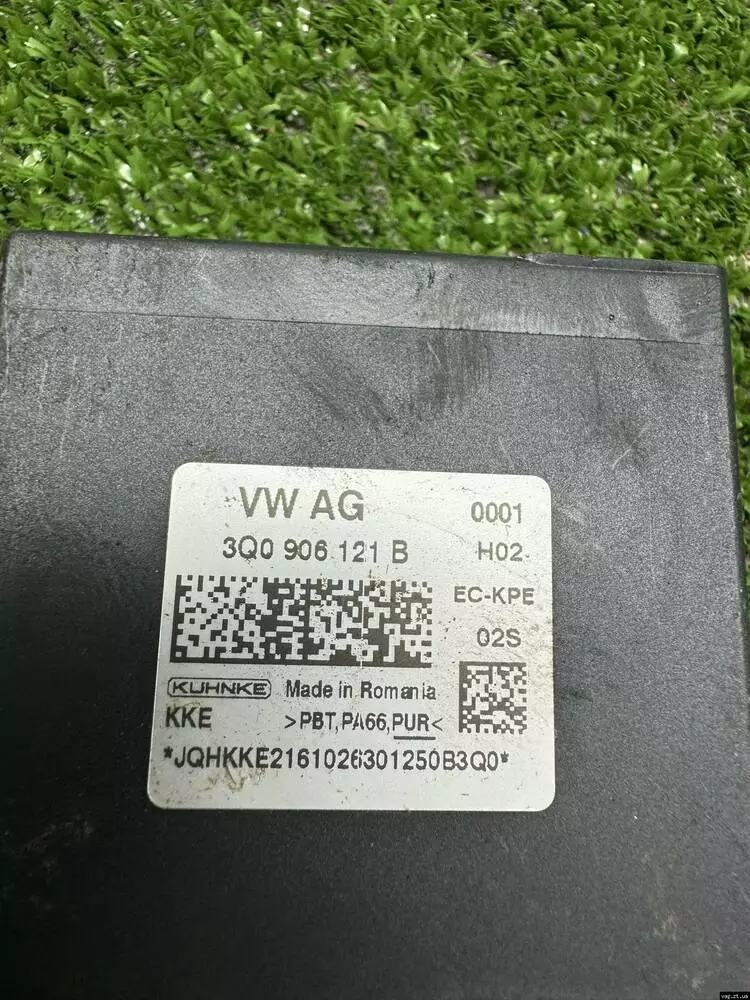 VW AG 0001
3Q0 906 121 B H02
EC-KPE
02S
KUHNKE Made in Romania
KKE >PBT,PA66,PUR<
*JQHKKE2161026301250B3Q0*
vag.zt.ua